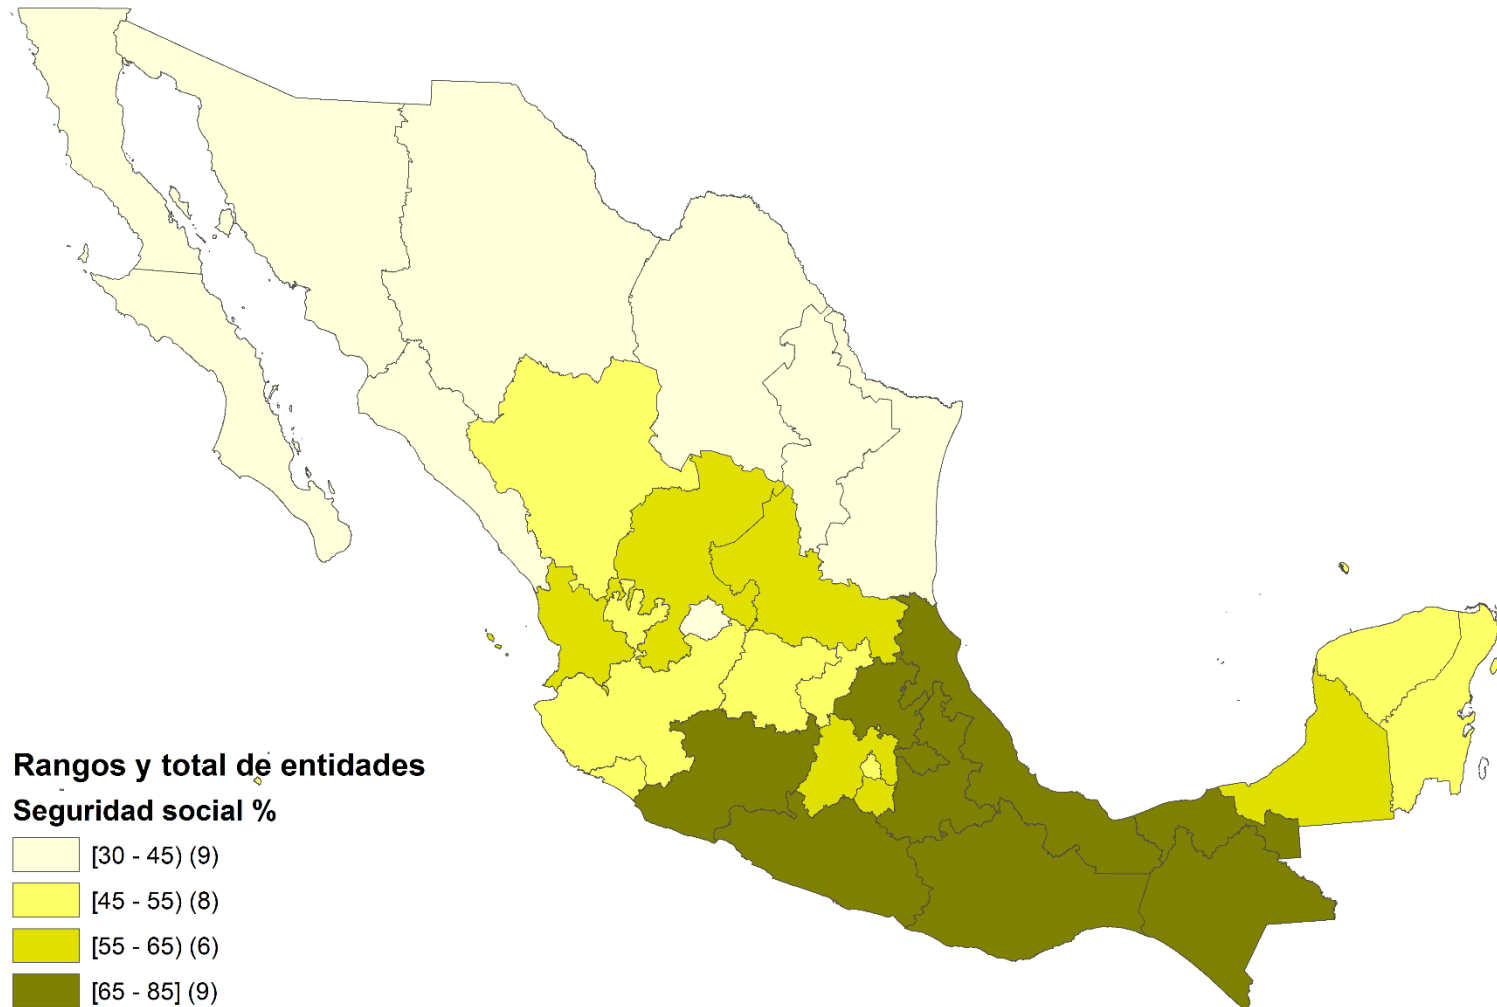 Rangos y total de entidades
Seguridad social %
[30 - 45) (9)
[45 - 55) (8)
[55 - 65) (6)
[65 - 85] (9)